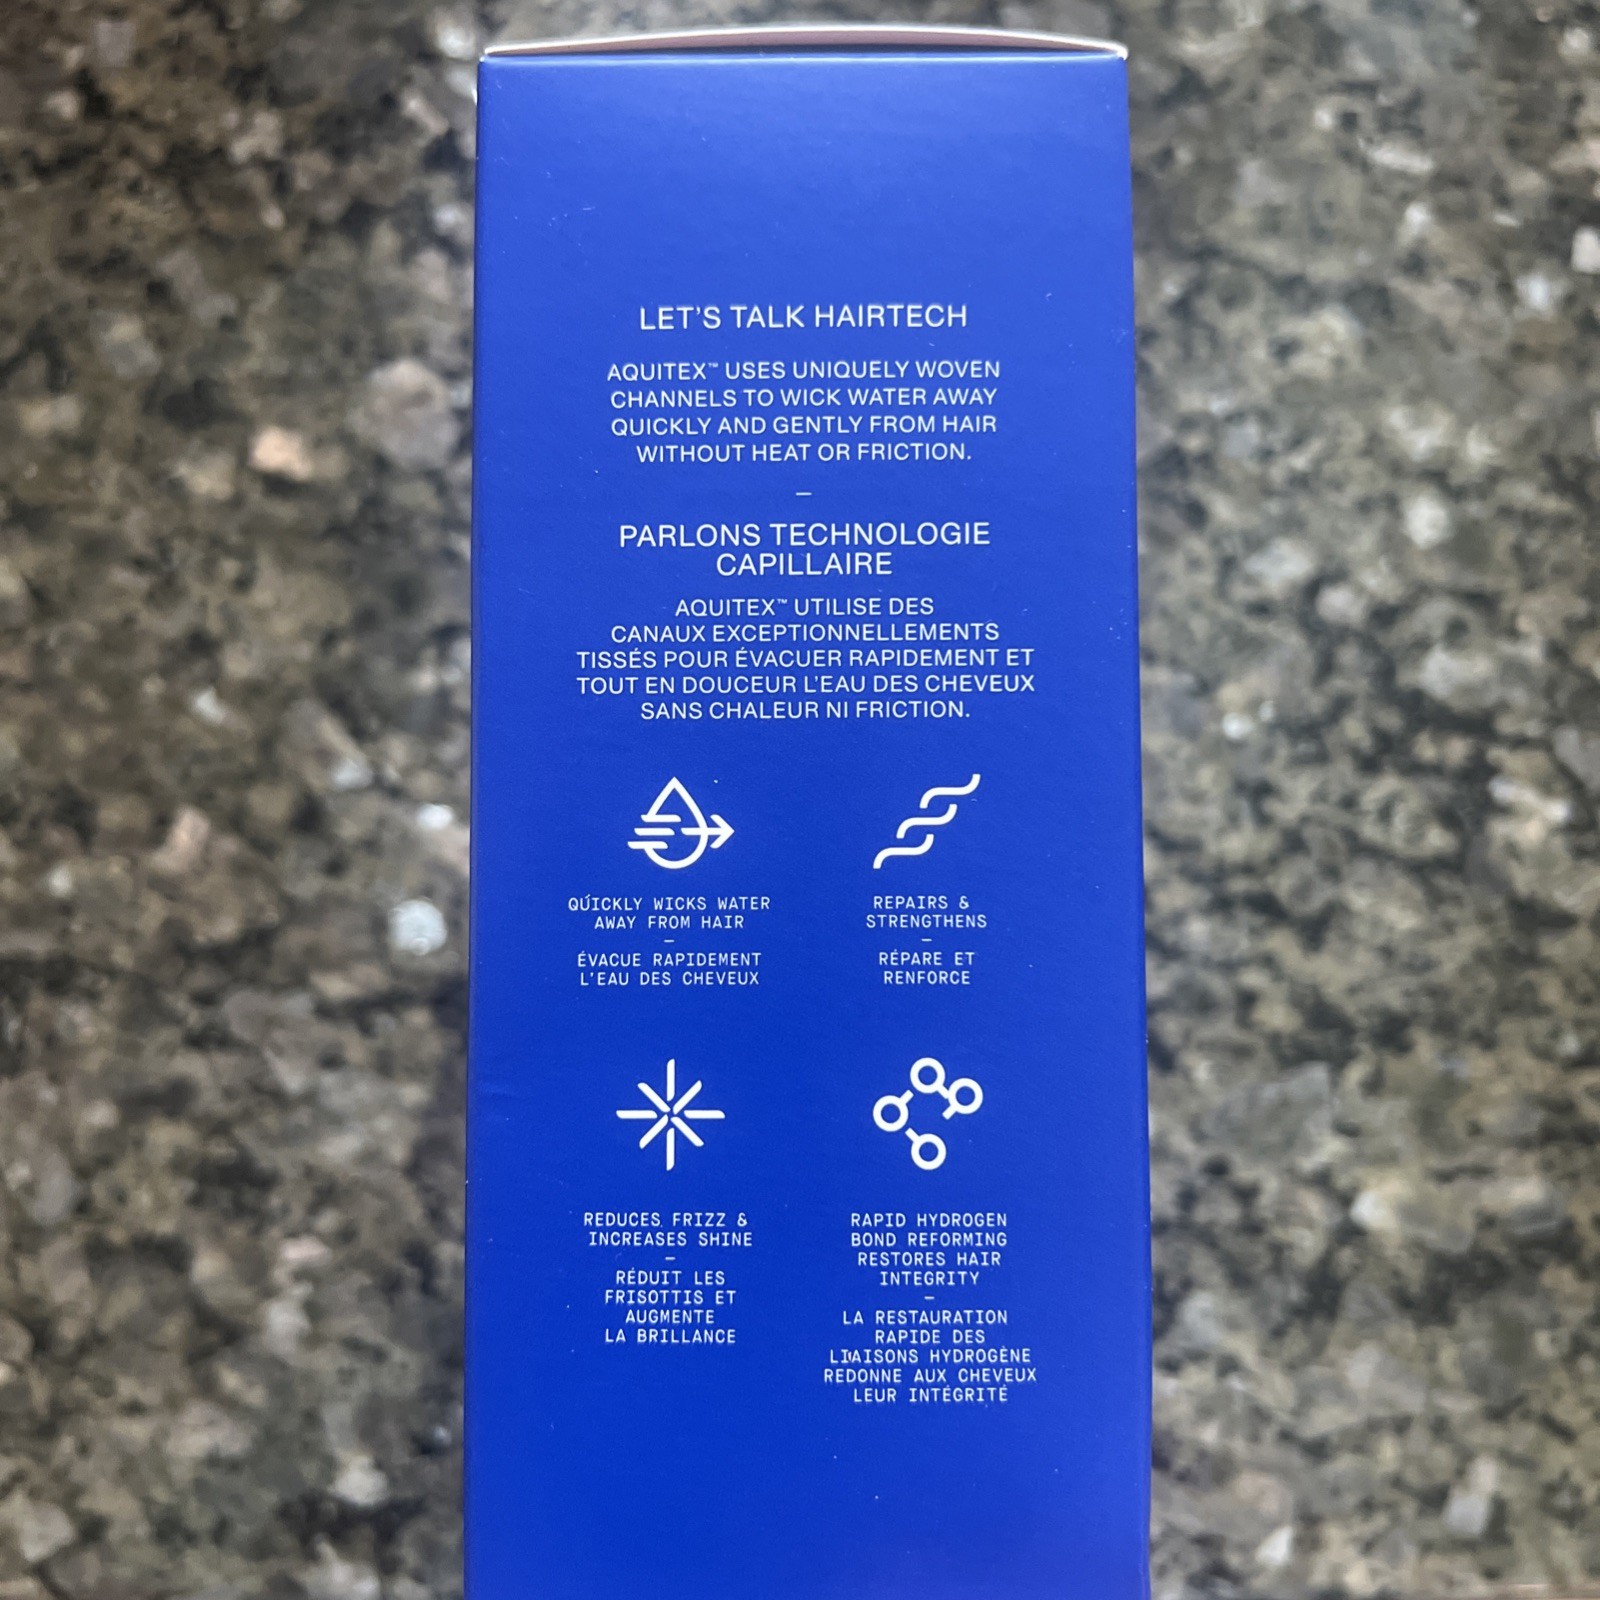 LET'S TALK HAIRTECH
AQUITEX™ USES UNIQUELY WOVEN
CHANNELS TO WICK WATER AWAY
QUICKLY AND GENTLY FROM HAIR
WITHOUT HEAT OR FRICTION.
–
PARLONS TECHNOLOGIE
CAPILLAIRE
AQUITEX™ UTILISE DES
CANAUX EXCEPTIONNELLEMENTS
TISSÉS POUR ÉVACUER RAPIDEMENT ET
TOUT EN DOUCEUR L'EAU DES CHEVEUX
SANS CHALEUR NI FRICTION.
QUICKLY WICKS WATER
AWAY FROM HAIR
–
ÉVACUE RAPIDEMENT
L'EAU DES CHEVEUX
REPAIRS &
STRENGTHENS
–
RÉPARE ET
RENFORCE
REDUCES FRIZZ &
INCREASES SHINE
–
RÉDUIT LES
FRISOTTIS ET
AUGMENTE
LA BRILLANCE
RAPID HYDROGEN
BOND REFORMING
RESTORES HAIR
INTEGRITY
–
LA RESTAURATION
RAPIDE DES
LIAISONS HYDROGÈNE
REDONNE AUX CHEVEUX
LEUR INTÉGRITÉ